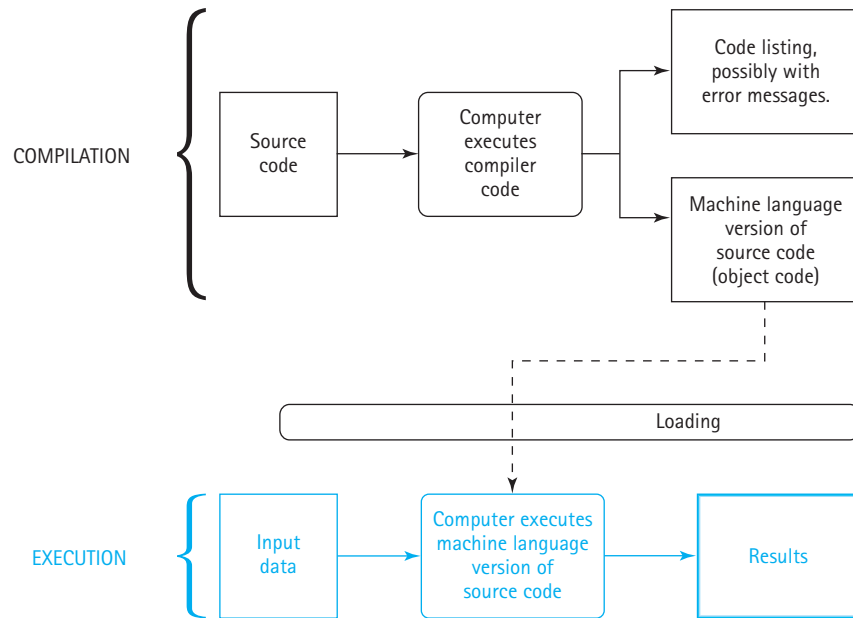 COMPILATION
Source
code
Computer
executes
compiler
code
Code listing,
possibly with
error messages.
Machine language
version of
source code
(object code)
Loading
EXECUTION
Input
data
Computer executes
machine language
version of
source code
Results